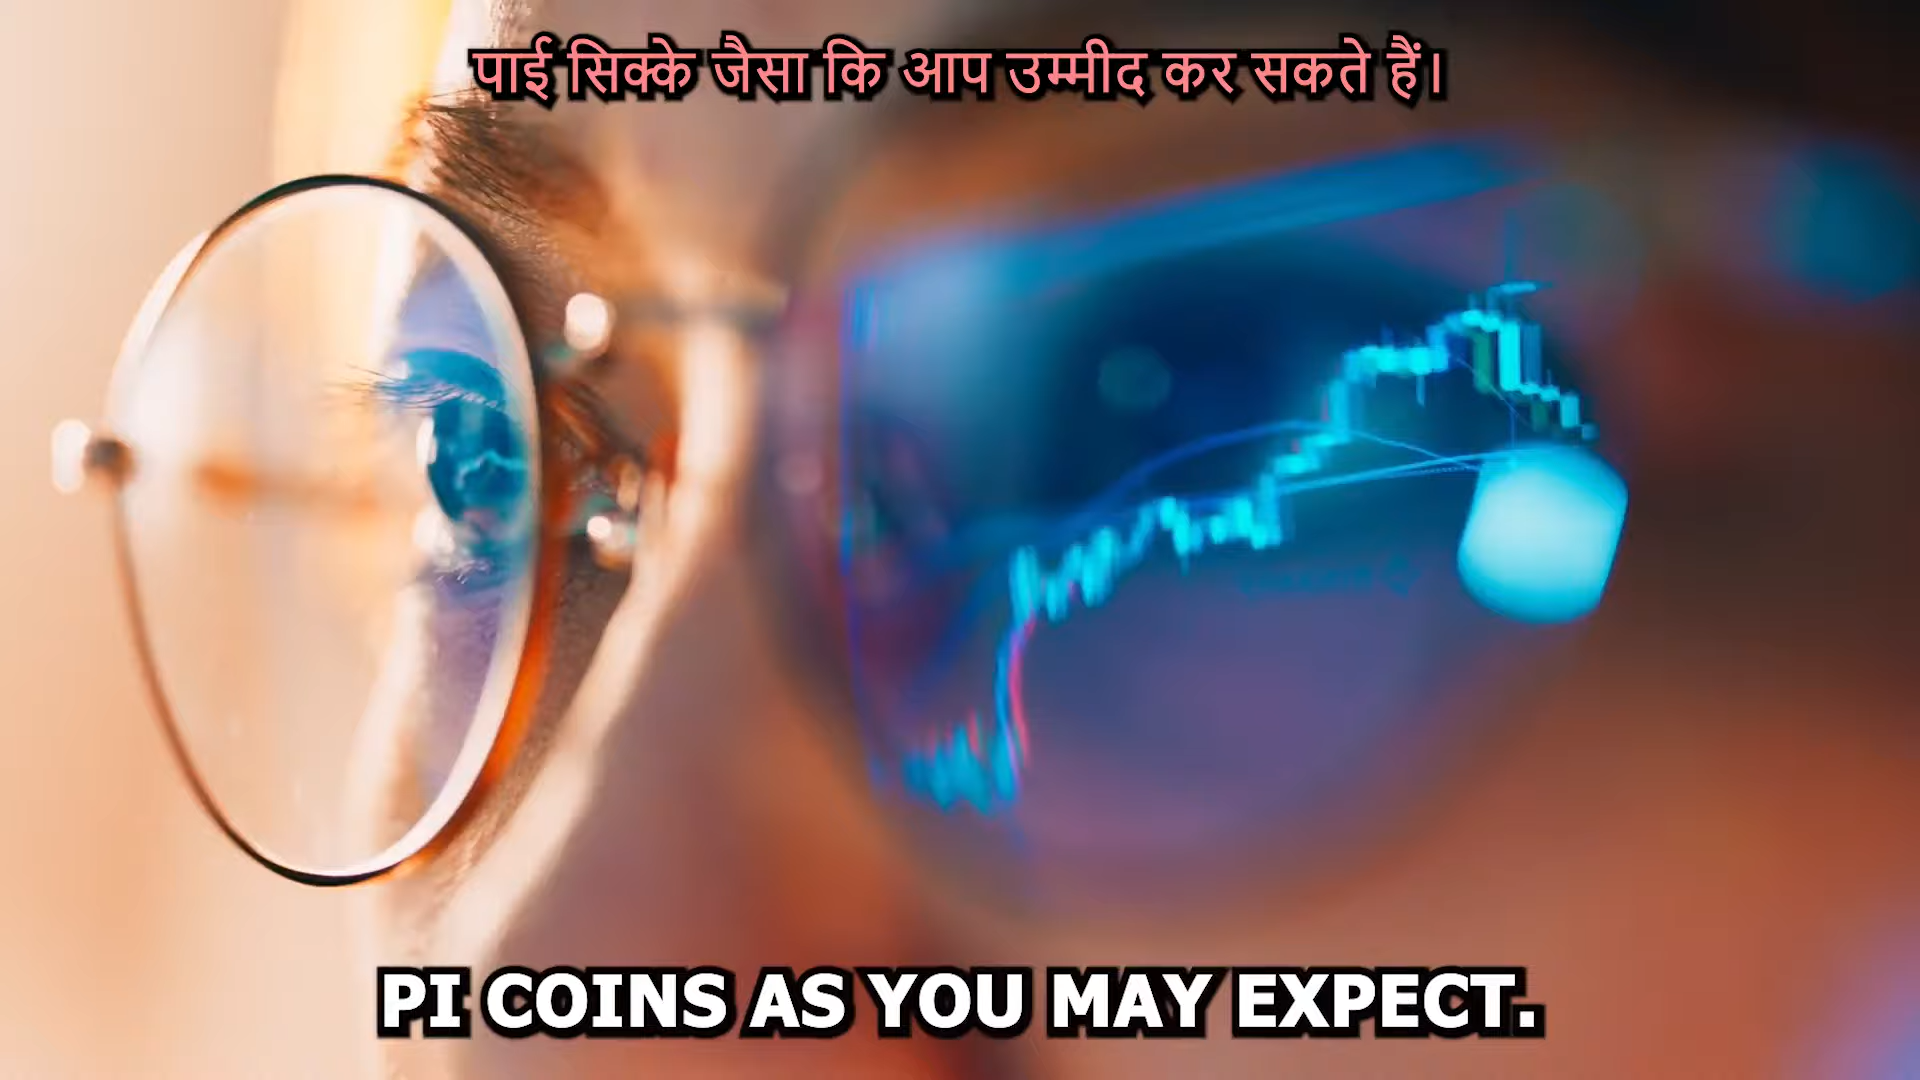 पाई सिक्के जैसा कि आप उम्मीद कर सकते हैं।
PI COINS AS YOU MAY EXPECT.